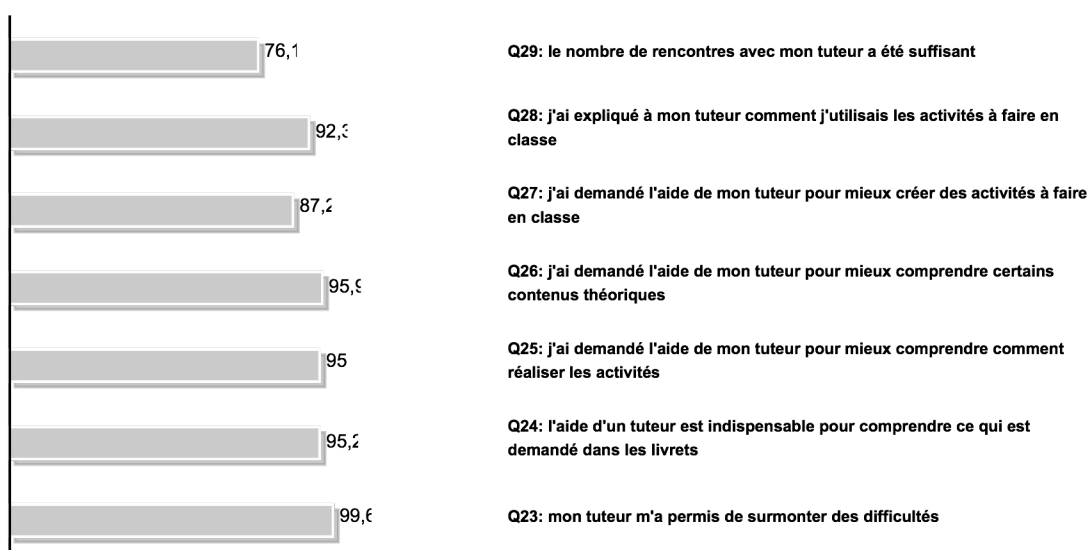 76,1
Q29: le nombre de rencontres avec mon tuteur a été suffisant
92,3
Q28: j'ai expliqué à mon tuteur comment j'utilisais les activités à faire en
classe
87,2
Q27: j'ai demandé l'aide de mon tuteur pour mieux créer des activités à faire
en classe
95,9
Q26: j'ai demandé l'aide de mon tuteur pour mieux comprendre certains
contenus théoriques
95
Q25: j'ai demandé l'aide de mon tuteur pour mieux comprendre comment
réaliser les activités
95,2
Q24: l'aide d'un tuteur est indispensable pour comprendre ce qui est
demandé dans les livrets
99,6
Q23: mon tuteur m'a permis de surmonter des difficultés